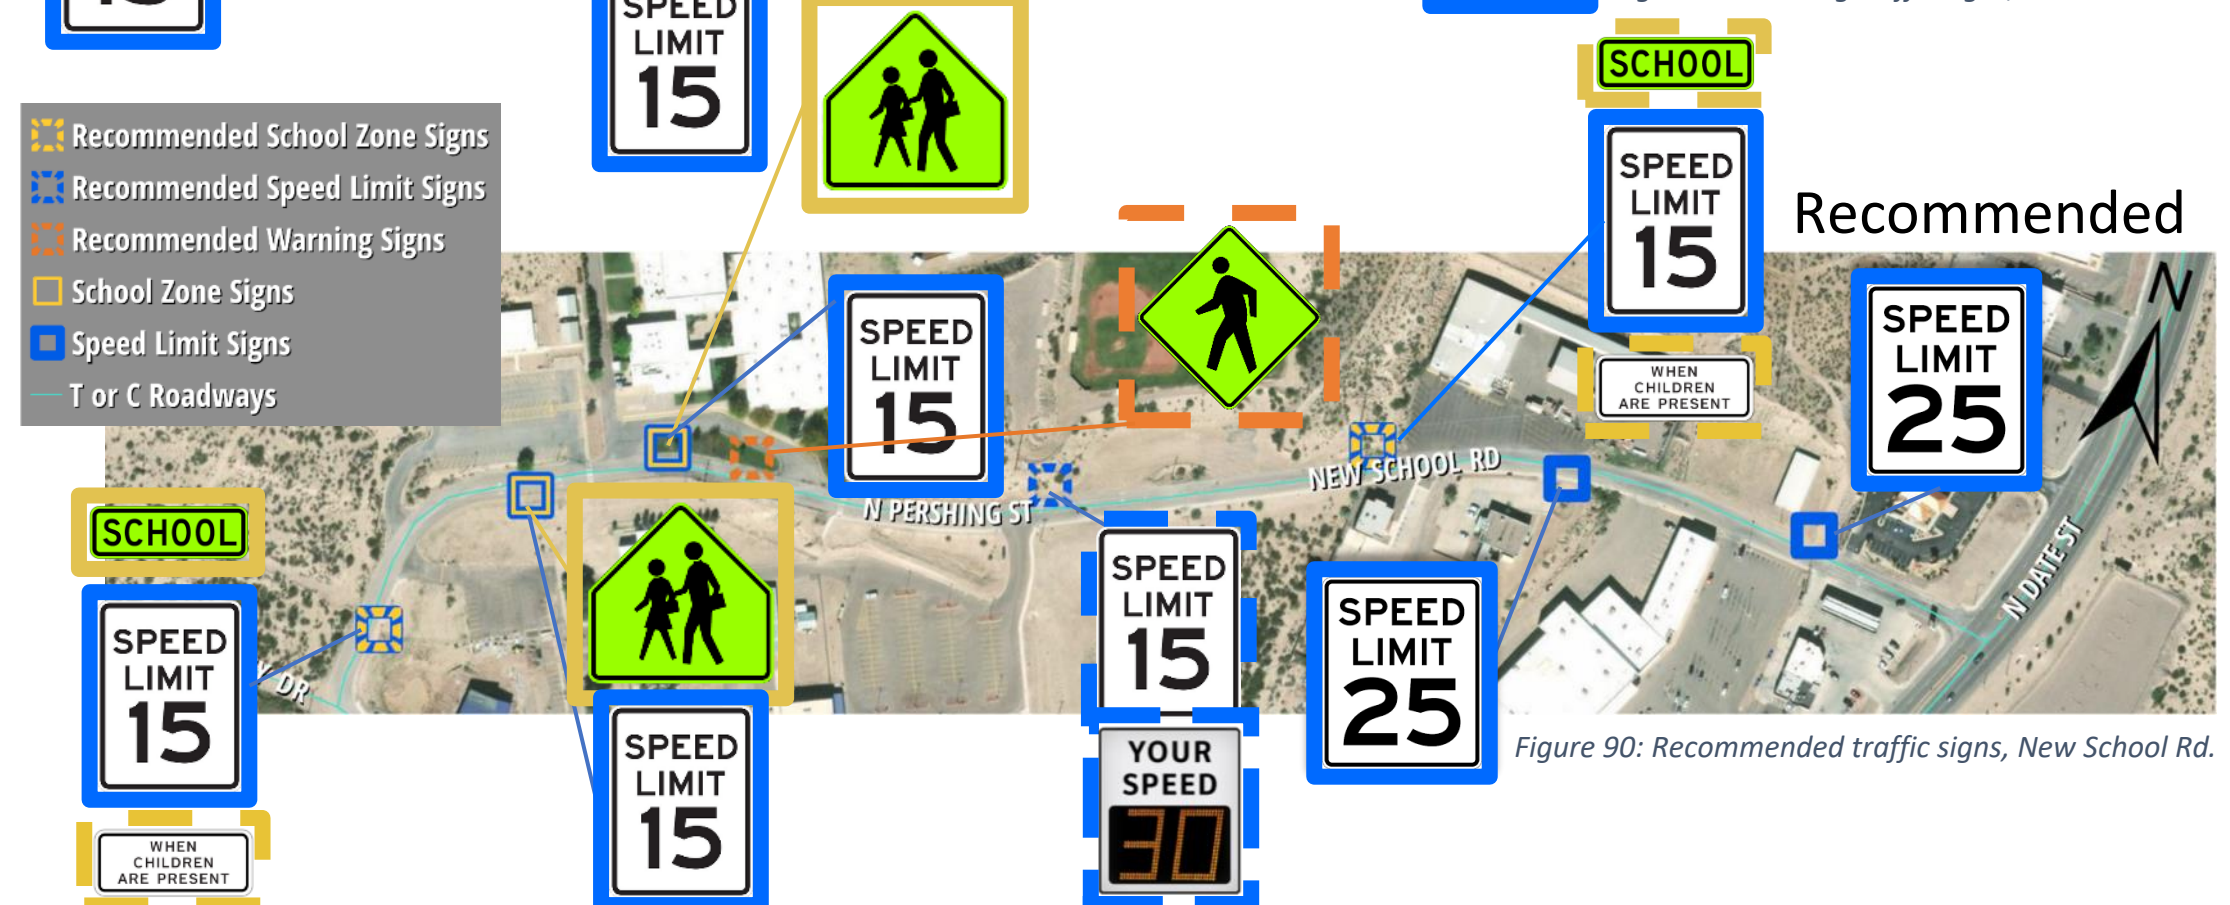 SPEED
LIMIT
15
SCHOOL
Recommended School Zone Signs
Recommended Speed Limit Signs
Recommended Warning Signs
School Zone Signs
Speed Limit Signs
T or C Roadways
SPEED
LIMIT
15
WHEN
CHILDREN
ARE PRESENT
Recommended
N
SPEED
LIMIT
25
SPEED
LIMIT
15
NEW SCHOOL RD
N PERSHING ST
N DATE ST
SCHOOL
SPEED
LIMIT
15
WHEN
CHILDREN
ARE PRESENT
DR
SPEED
LIMIT
15
SPEED
LIMIT
15
YOUR
SPEED
30
SPEED
LIMIT
25
Figure 90: Recommended traffic signs, New School Rd.